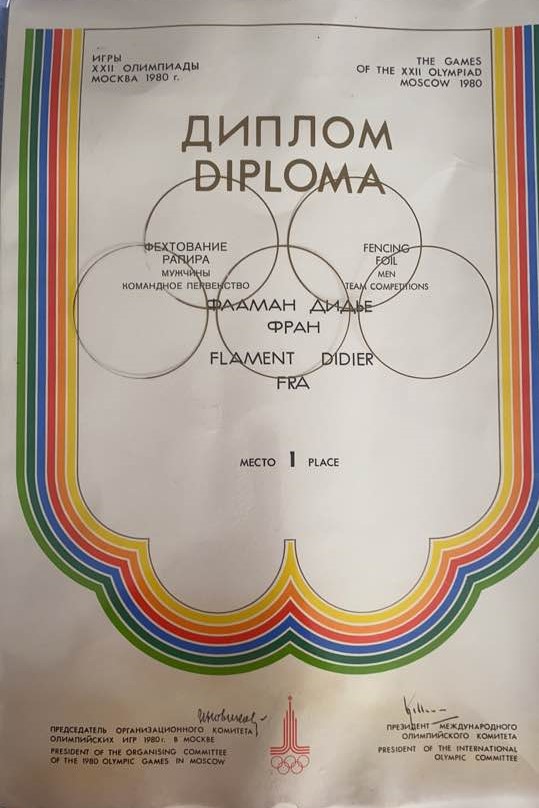 ИГРЫ
XXII ОЛИМПИАДЫ
МОСКВА 1980 г.
THE GAMES
OF THE XXII OLYMPIAD
MOSCOW 1980
ДИПЛОМ
DIPLOMA
ФЕХТОВАНИЕ
РАПИРА
МУЖЧИНЫ
КОМАНДНОЕ ПЕРВЕНСТВО
FENCING
FOIL
MEN
TEAM COMPETITIONS
ФЛАМАН ДИДЬЕ
ФРАН
FLAMENT DIDIER
FRA
МЕСТО 1 PLACE
ПРЕДСЕДАТЕЛЬ ОРГАНИЗАЦИОННОГО КОМИТЕТА
ОЛИМПИЙСКИХ ИГР 1980 г. В МОСКВЕ
PRESIDENT OF THE ORGANISING COMMITTEE
OF THE 1980 OLYMPIC GAMES IN MOSCOW
ПРЕЗИДЕНТ МЕЖДУНАРОДНОГО
ОЛИМПИЙСКОГО КОМИТЕТА
PRESIDENT OF THE INTERNATIONAL
OLYMPIC COMMITTEE